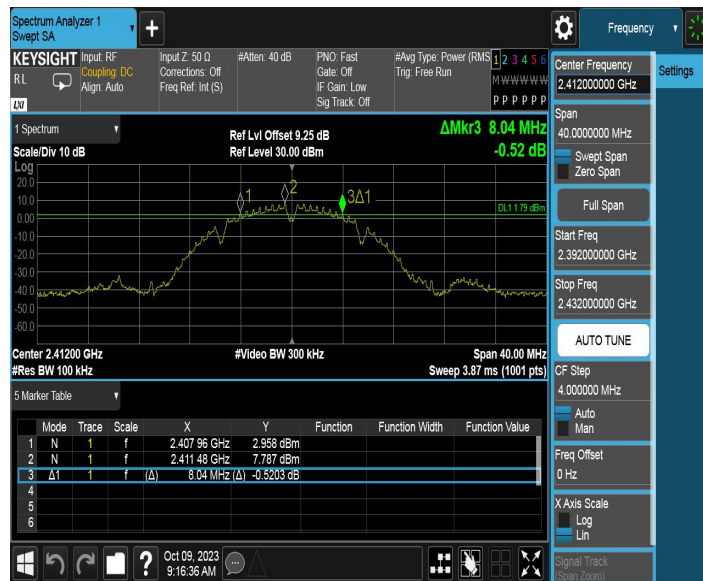 Spectrum Analyzer 1
Swept SA
+
Frequency
KEYSIGHT
RL
LXI
Input: RF
Coupling: DC
Align: Auto
Input Z: 50 Ω
Corrections: Off
Freq Ref: Int (S)
#Atten: 40 dB
PNO: Fast
Gate: Off
IF Gain: Low
Sig Track: Off
#Avg Type: Power (RMS
Trig: Free Run
1 2 3 4 5 6
M W W W W W
P P P P P P
1 Spectrum
Scale/Div 10 dB
Ref Lvl Offset 9.25 dB
Ref Level 30.00 dBm
ΔMkr3 8.04 MHz
-0.52 dB
Log
20.0
10.0
0.00
-10.0
-20.0
-30.0
-40.0
-50.0
-60.0
1
2
3Δ1
DL1 1.79 dBm
Center 2.41200 GHz
#Video BW 300 kHz
Span 40.00 MHz
#Res BW 100 kHz
Sweep 3.87 ms (1001 pts)
5 Marker Table
Mode Trace Scale X Y Function Function Width Function Value
1 N 1 f 2.407 96 GHz 2.958 dBm
2 N 1 f 2.411 48 GHz 7.787 dBm
3 Δ1 1 f (Δ) 8.04 MHz (Δ) -0.5203 dB
4
5
6
?
Oct 09, 2023
9:16:36 AM
Center Frequency
2.412000000 GHz
Settings
Span
40.0000000 MHz
Swept Span
Zero Span
Full Span
Start Freq
2.392000000 GHz
Stop Freq
2.432000000 GHz
AUTO TUNE
CF Step
4.000000 MHz
Auto
Man
Freq Offset
0 Hz
X Axis Scale
Log
Lin
Signal Track
(Span Zoom)